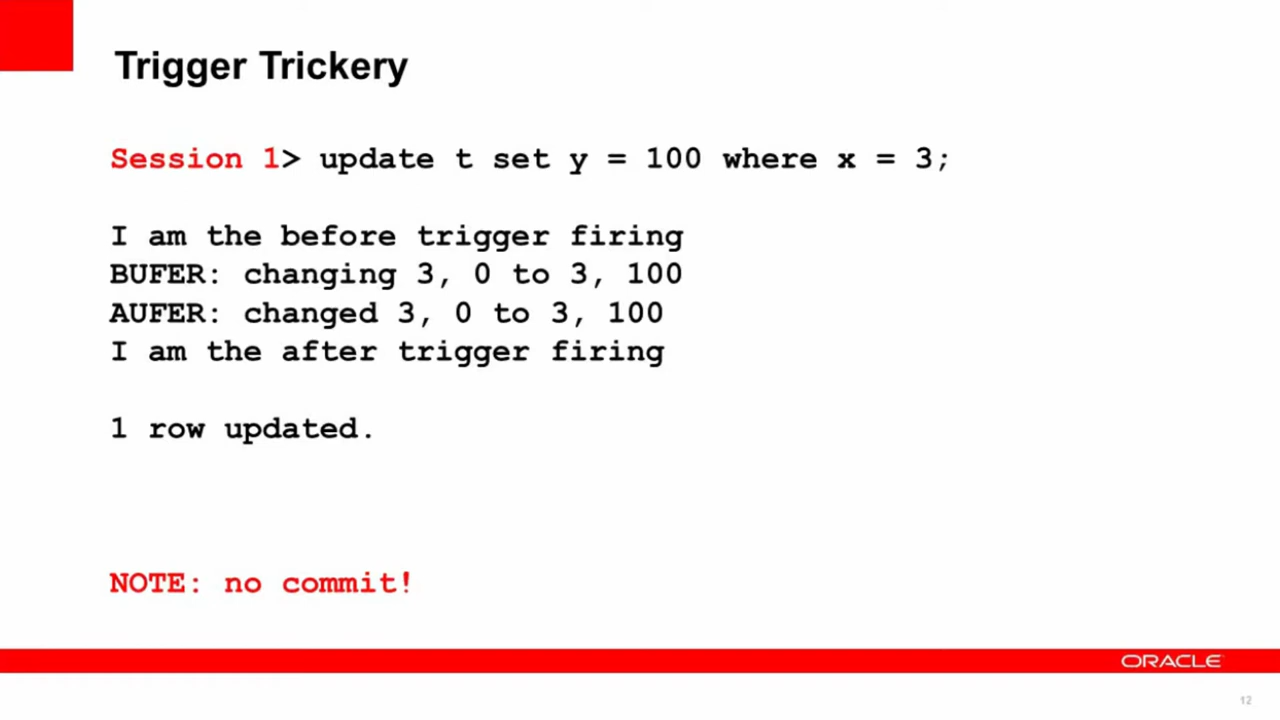 Trigger Trickery
Session 1> update t set y = 100 where x = 3;
I am the before trigger firing
BUFER: changing 3, 0 to 3, 100
AUFER: changed 3, 0 to 3, 100
I am the after trigger firing
1 row updated.
NOTE: no commit!
ORACLE
12